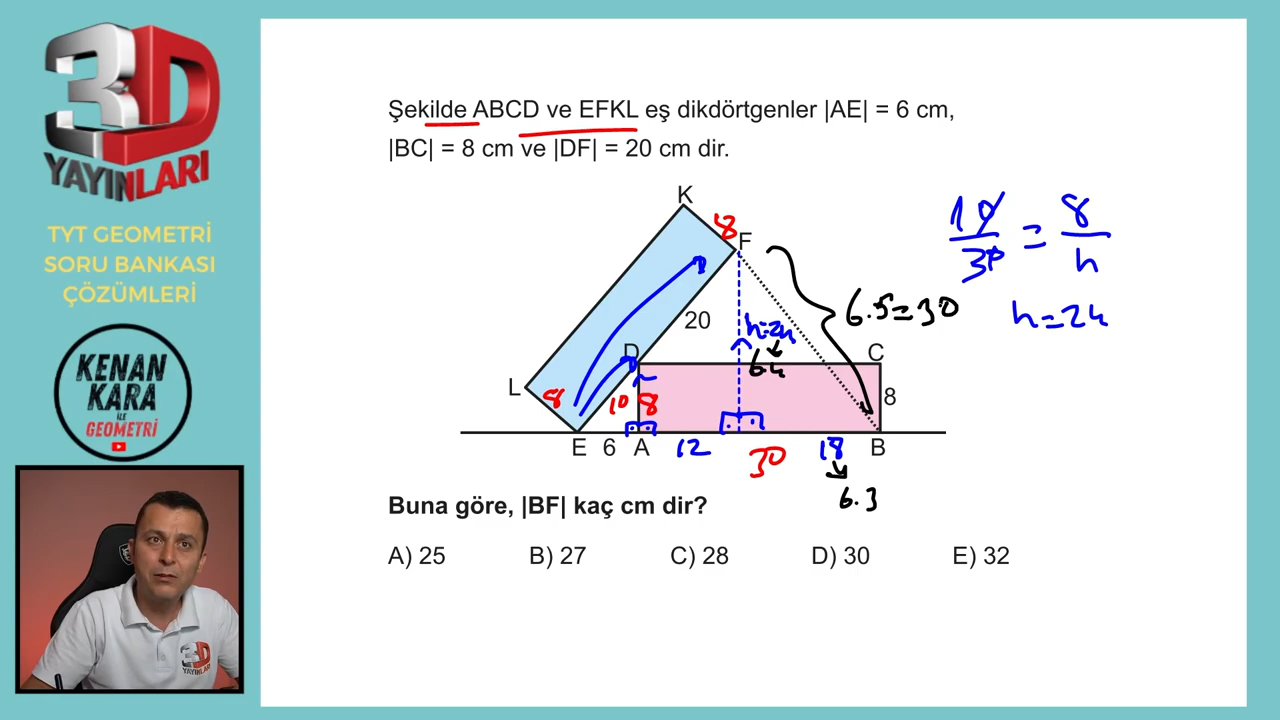 3D
YAYINLARI
TYT GEOMETRİ
SORU BANKASI
ÇÖZÜMLERİ
KENAN
KARA
İLE
GEOMETRİ
3D
YAYINLARI
Şekilde ABCD ve EFKL eş dikdörtgenler |AE| = 6 cm,
|BC| = 8 cm ve |DF| = 20 cm dir.
K
8
F
20
h=24
6.4
6.5=30
D
C
L
8
10
8
8
E
6
A
12
30
18
B
6.3
10/30 = 8/h
h=24
Buna göre, |BF| kaç cm dir?
A) 25 B) 27 C) 28 D) 30 E) 32